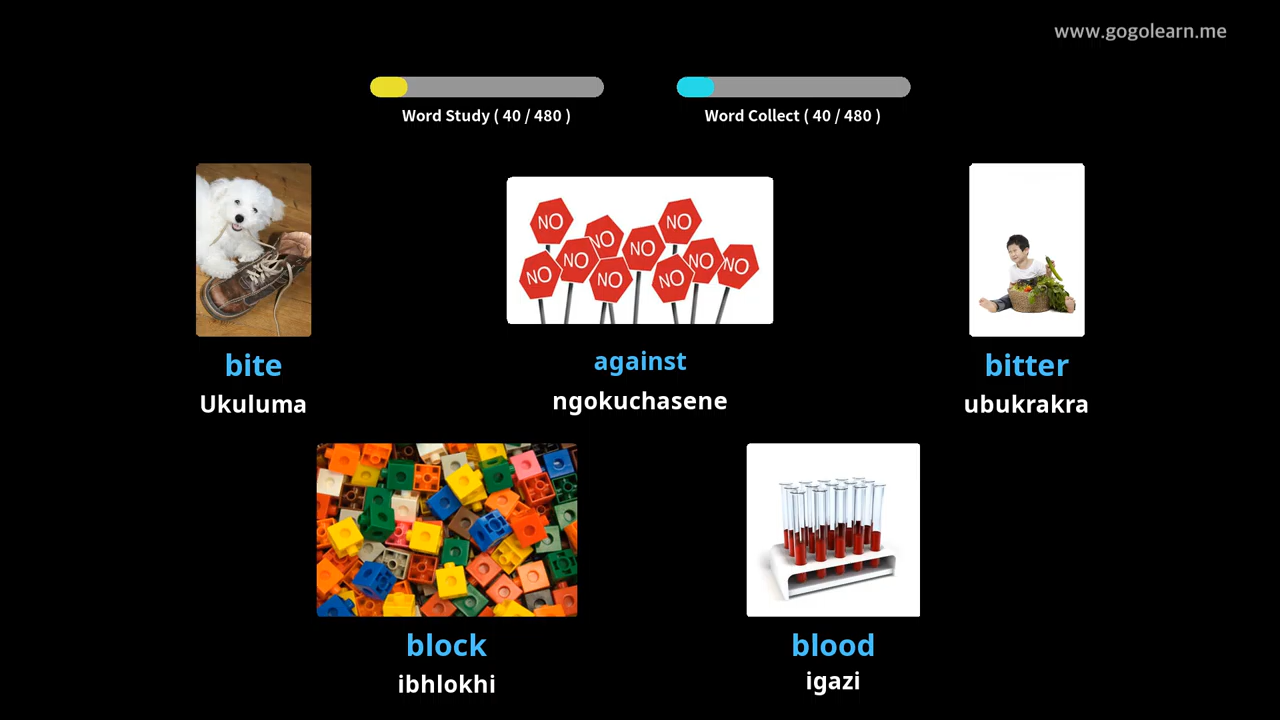 www.gogolearn.me
Word Study ( 40 / 480 )
Word Collect ( 40 / 480 )
NO NO NO NO NO NO NO NO NO NO
bite
Ukuluma
against
ngokuchasene
bitter
ubukrakra
block
ibhlokhi
blood
igazi